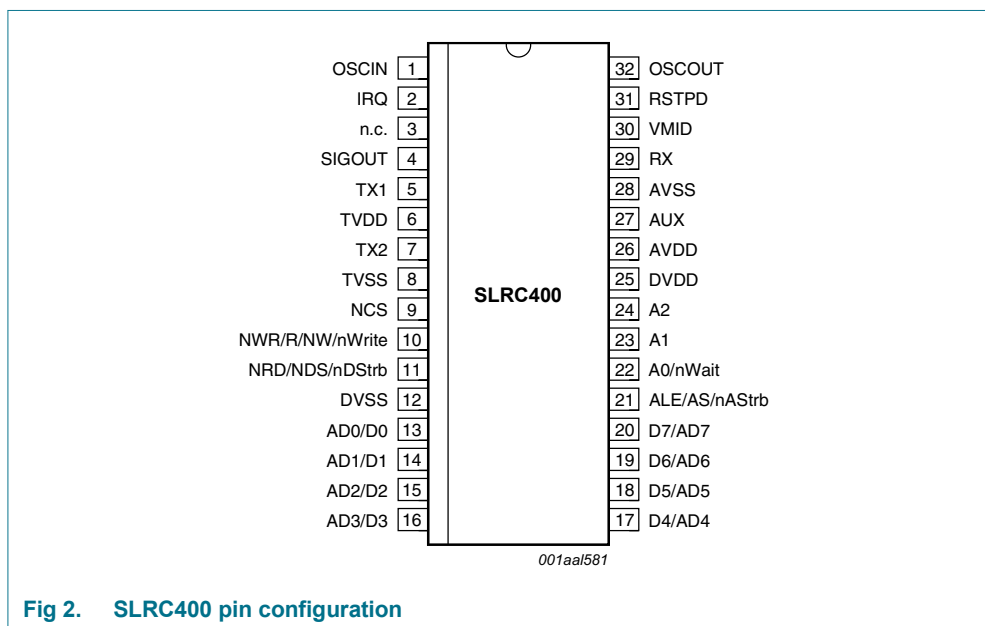 OSCIN 1 32 OSCOUT
IRQ 2 31 RSTPD
n.c. 3 30 VMID
SIGOUT 4 29 RX
TX1 5 28 AVSS
TVDD 6 27 AUX
TX2 7 26 AVDD
TVSS 8 25 DVDD
SLRC400
NCS 9 24 A2
NWR/R/NW/nWrite 10 23 A1
NRD/NDS/nDStrb 11 22 A0/nWait
DVSS 12 21 ALE/AS/nAStrb
AD0/D0 13 20 D7/AD7
AD1/D1 14 19 D6/AD6
AD2/D2 15 18 D5/AD5
AD3/D3 16 17 D4/AD4
001aal581
Fig 2. SLRC400 pin configuration